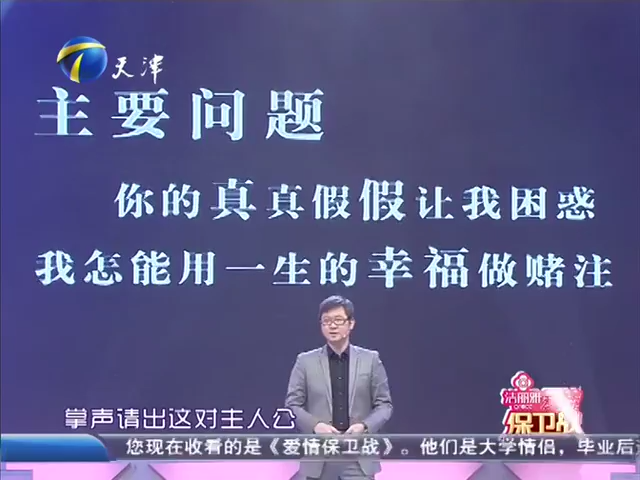 天津
主要问题
你的真真假假让我困惑
我怎能用一生的幸福做赌注
掌声请出这对主人公
洁丽雅
grace
保卫战
您现在收看的是《爱情保卫战》。他们是大学情侣，毕业后